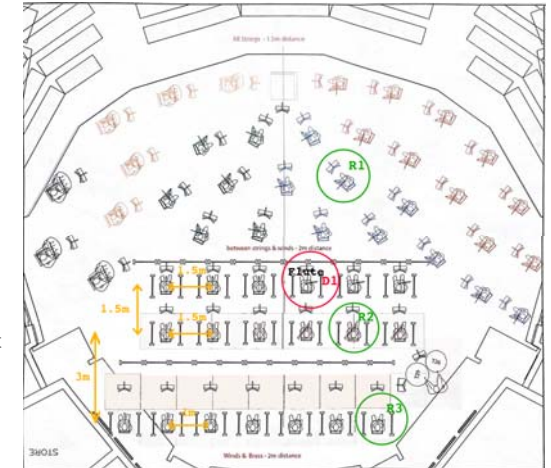 All Strings - 1.5m distance
R1
between strings & winds - 2m distance
1.5m
Flute
D1
1.5m
1.5m
R2
3m
R3
STORE
Winds & Brass - 2m distance